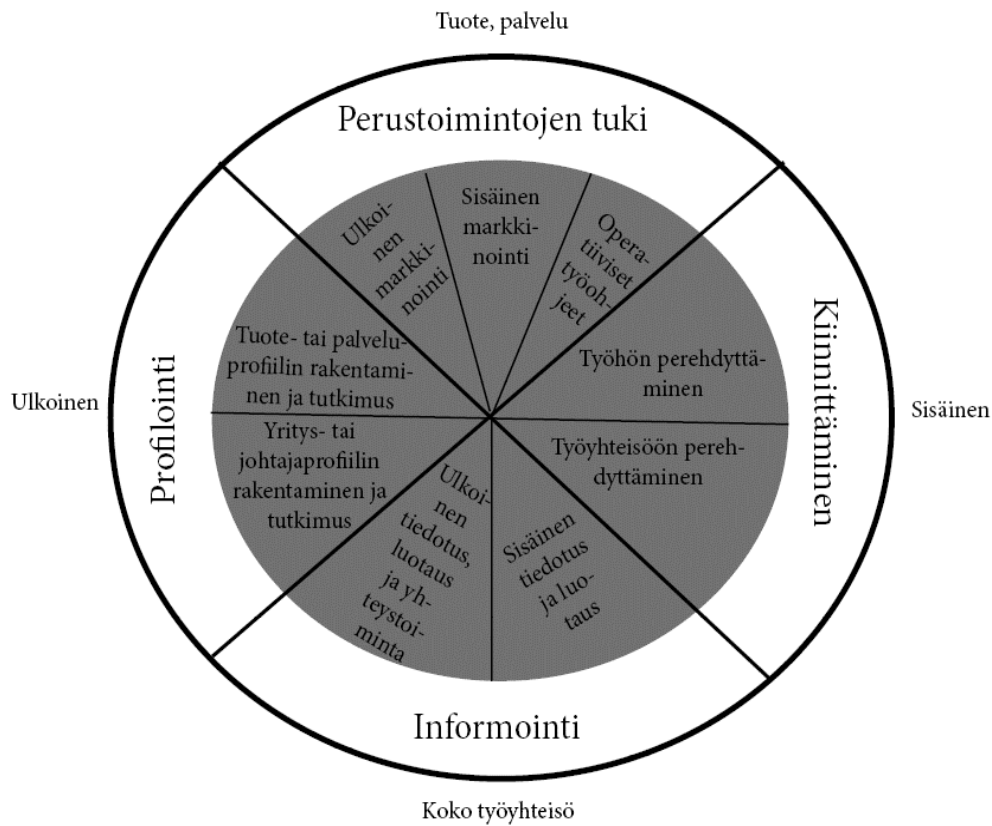 Tuote, palvelu
Perustoimintojen tuki
Ulkoi-
nen
markki-
nointi
Sisäinen
markki-
nointi
Opera-
tiiviset
työoh-
jeet
Tuote- tai palvelu-
profiilin rakentami-
nen ja tutkimus
Työhön perehdyttä-
minen
Profilointi
Kiinnittäminen
Ulkoinen
Sisäinen
Yritys- tai
johtajaprofiilin
rakentaminen ja
tutkimus
Ulkoi-
nen
tiedotus,
luotaus
ja yh-
teystoi-
minta
Sisäinen
tiedotus
ja luo-
taus
Työyhteisöön pereh-
dyttäminen
Informointi
Koko työyhteisö